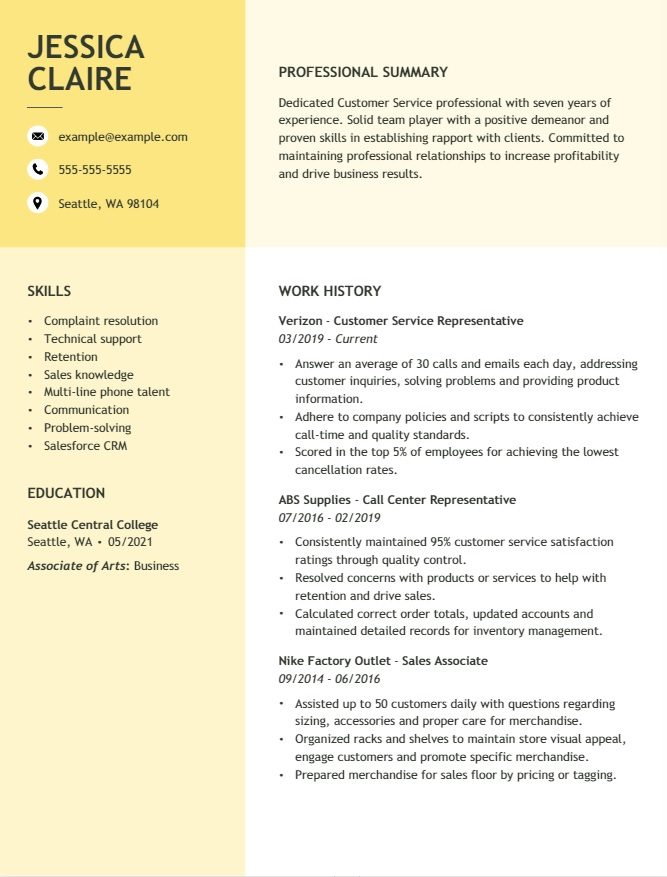 JESSICA
CLAIRE
example@example.com
555-555-5555
Seattle, WA 98104
PROFESSIONAL SUMMARY
Dedicated Customer Service professional with seven years of
experience. Solid team player with a positive demeanor and
proven skills in establishing rapport with clients. Committed to
maintaining professional relationships to increase profitability
and drive business results.
SKILLS
• Complaint resolution
• Technical support
• Retention
• Sales knowledge
• Multi-line phone talent
• Communication
• Problem-solving
• Salesforce CRM
EDUCATION
Seattle Central College
Seattle, WA • 05/2021
Associate of Arts: Business
WORK HISTORY
Verizon - Customer Service Representative
03/2019 - Current
• Answer an average of 30 calls and emails each day, addressing
customer inquiries, solving problems and providing product
information.
• Adhere to company policies and scripts to consistently achieve
call-time and quality standards.
• Scored in the top 5% of employees for achieving the lowest
cancellation rates.
ABS Supplies - Call Center Representative
07/2016 - 02/2019
• Consistently maintained 95% customer service satisfaction
ratings through quality control.
• Resolved concerns with products or services to help with
retention and drive sales.
• Calculated correct order totals, updated accounts and
maintained detailed records for inventory management.
Nike Factory Outlet - Sales Associate
09/2014 - 06/2016
• Assisted up to 50 customers daily with questions regarding
sizing, accessories and proper care for merchandise.
• Organized racks and shelves to maintain store visual appeal,
engage customers and promote specific merchandise.
• Prepared merchandise for sales floor by pricing or tagging.